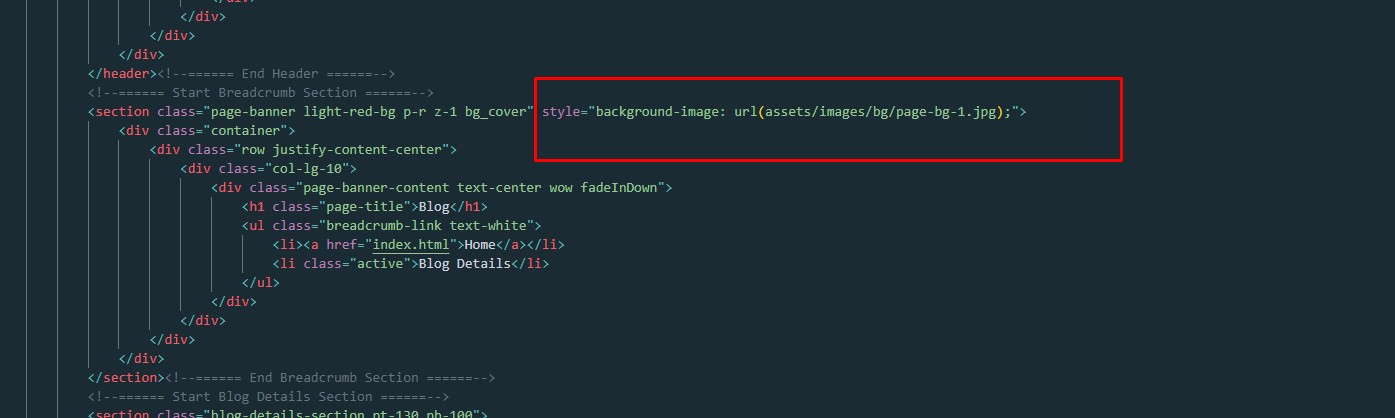 </div>
</div>
</div>
</div>
</header><!--====== End Header ======-->
<!--====== Start Breadcrumb Section ======-->
<section class="page-banner light-red-bg p-r z-1 bg_cover" style="background-image: url(assets/images/bg/page-bg-1.jpg);">
<div class="container">
<div class="row justify-content-center">
<div class="col-lg-10">
<div class="page-banner-content text-center wow fadeInDown">
<h1 class="page-title">Blog</h1>
<ul class="breadcrumb-link text-white">
<li><a href="index.html">Home</a></li>
<li class="active">Blog Details</li>
</ul>
</div>
</div>
</div>
</div>
</section><!--====== End Breadcrumb Section ======-->
<!--====== Start Blog Details Section ======-->
<section class="blog-details-section pt-130 pb-100">